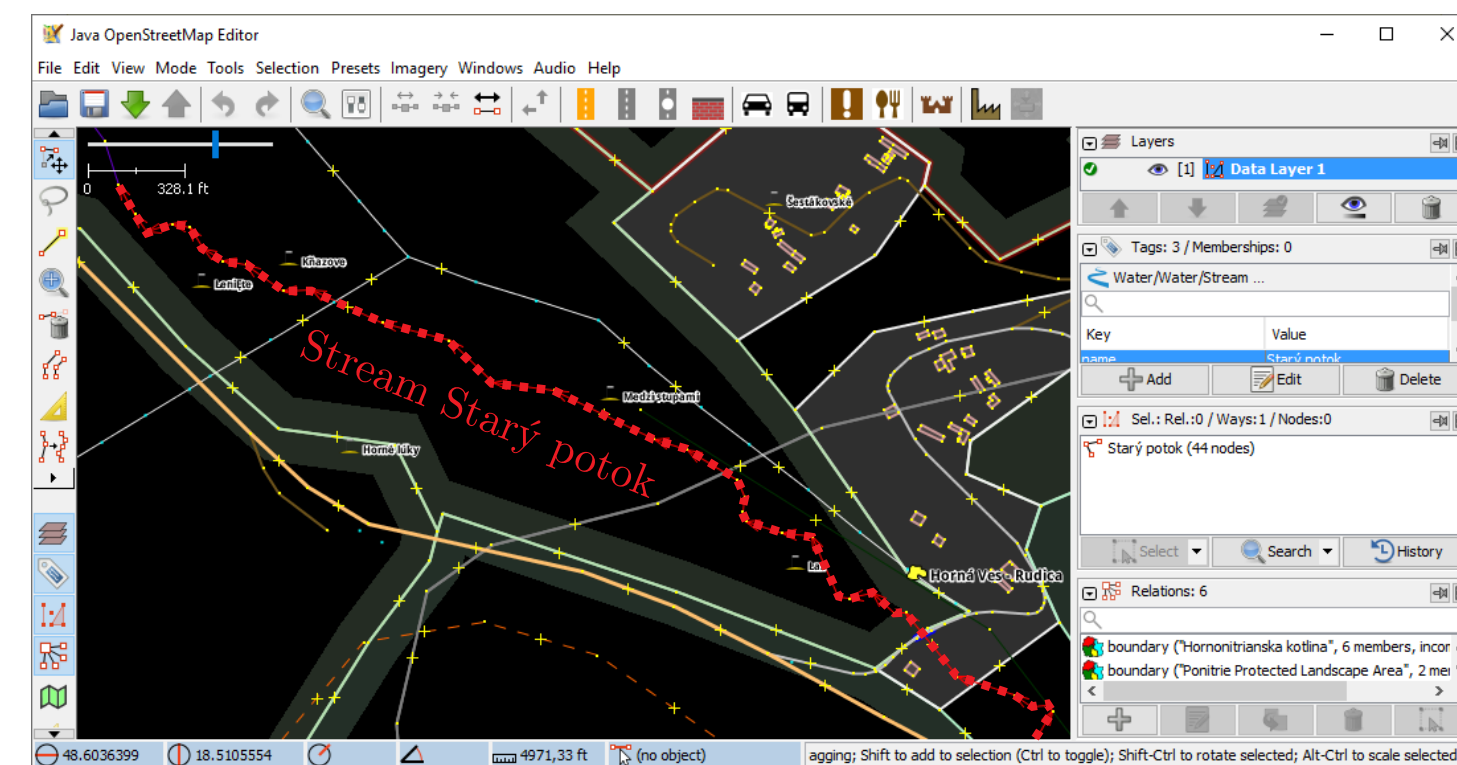 Java OpenStreetMap Editor
File Edit View Mode Tools Selection Presets Imagery Windows Audio Help
0 328.1 ft
Layers
[1] Data Layer 1
Šestákovské
Tags: 3 / Memberships: 0
Kňazove
Water/Water/Stream ...
Key Value
name Starý potok
Add Edit Delete
Stream Starý potok
Medzistupami
Sel.: Rel.:0 / Ways:1 / Nodes:0
Horné lúky
Starý potok (44 nodes)
Select Search History
Horná Ves - Rudica
Relations: 6
boundary ("Hornonitrianska kotlina", 6 members, incor
boundary ("Ponitrie Protected Landscape Area", 2 mer
48.6036399 18.5105554 4971,33 ft (no object) agging; Shift to add to selection (Ctrl to toggle); Shift-Ctrl to rotate selected; Alt-Ctrl to scale selected